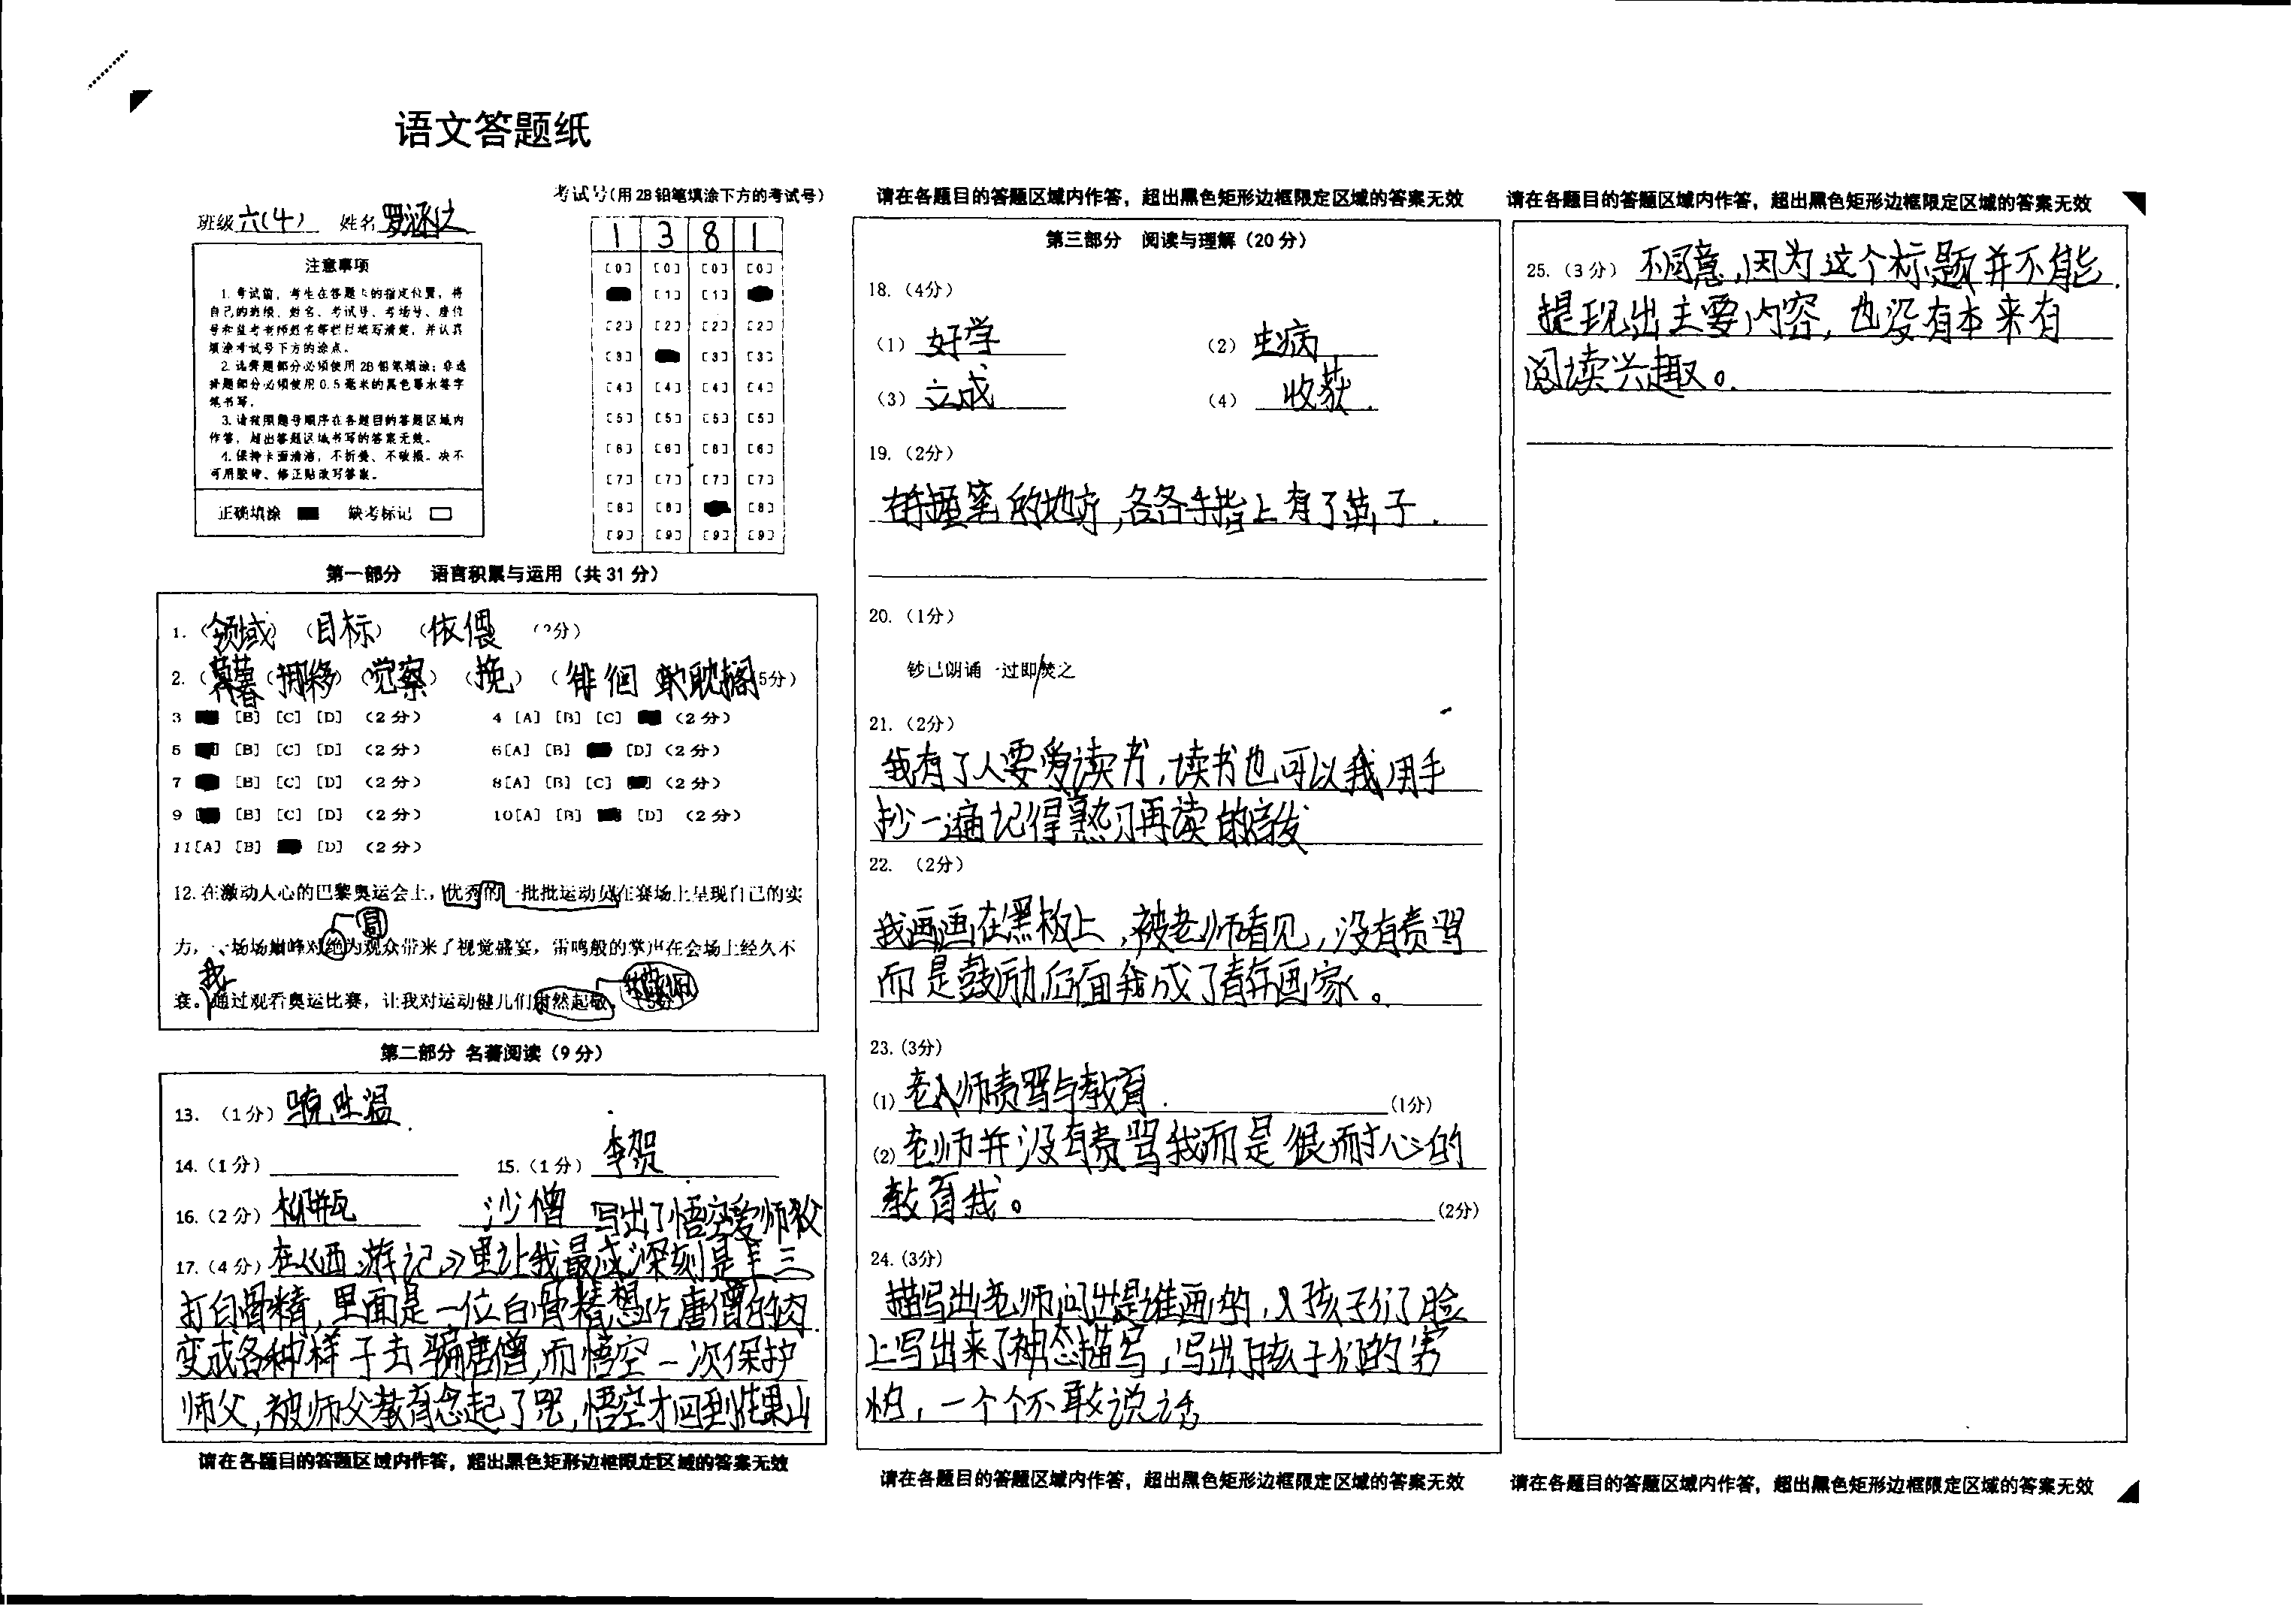 语文答题纸
班级 六(4) 姓名
考试号(用2B铅笔填涂下方的考试号)
1 3 8 1
[0] [0] [0] [0]
[1] [1]
[2] [2] [2] [2]
[3] [3] [3]
[4] [4] [4] [4]
[5] [5] [5] [5]
[6] [6] [6] [6]
[7] [7] [7] [7]
[8] [8] [8]
[9] [9] [9] [9]
注意事项
1.考试前,考生在答题卡的指定位置,将
自己的班级、姓名、考试号、考场号、座位
号和监考老师姓名等栏目填写清楚,并认真
填涂考试号下方的涂点。
2.选择题部分必须使用2B铅笔填涂;非选
择题部分必须使用0.5毫米的黑色墨水签字
笔书写。
3.请按照题号顺序在各题目的答题区域内
作答,超出答题区域书写的答案无效。
4.保持卡面清洁,不折叠、不破损。决不
可用胶带、修正贴改写答案。
正确填涂 缺考标记
第一部分 语言积累与运用(共31分)
1.(领域)(目标)(依偎 分)
2.( (拥移)(觉察)(挽)(徘徊 耽搁 5分)
3 [B] [C] [D] (2分) 4 [A] [B] [C] (2分)
5 [B] [C] [D] (2分) 6[A] [B] [D] (2分)
7 [B] [C] [D] (2分) 8[A] [B] [C] (2分)
9 [B] [C] [D] (2分) 10[A] [B] [D] (2分)
11[A] [B] [D] (2分)
12.在激动人心的巴黎奥运会上,优秀的一批批运动员在赛场上呈现自己的实
力,一场场巅峰对绝为观众带来了视觉盛宴,雷鸣般的掌声在会场上经久不
我
衰。通过观看奥运比赛,让我对运动健儿们肃然起敬
第二部分 名著阅读(9分)
13.(1分)
14.(1分) 15.(1分) 李贺
16.(2分) 沙僧 写出了悟空爱师父
17.(4分) 在《西游记》里让我最 深刻是 三
打白骨精,里面是一位白骨精想吃唐僧的肉
变成各种样子去骗唐僧,而悟空一次保护
师父,被师父教育念起了咒,悟空才回到 果山
请在各题目的答题区域内作答,超出黑色矩形边框限定区域的答案无效
请在各题目的答题区域内作答,超出黑色矩形边框限定区域的答案无效
第三部分 阅读与理解(20分)
18.(4分)
(1) 好学 (2) 生病
(3) 立成 (4) 收获.
19.(2分)
在 握笔的地方,各各手指上有了茧子.
20.(1分)
钞已朗诵一过即/焚之
21.(2分)
我有了人要爱读书,读书也可以我用手
抄一遍记得熟习再读的
22.(2分)
我画画在黑板上,被老师看见,没有责骂
而是鼓励,后面我成了青年画家。
23.(3分)
(1) 老师责骂与教育. (1分)
(2) 老师并没有责骂我而是很耐心的
教育我。 (2分)
24.(3分)
描写出老师问出是谁画的,入孩子们了脸
上写出来了神态描写,写出 孩子们的害
怕,一个个不敢说话
请在各题目的答题区域内作答,超出黑色矩形边框限定区域的答案无效
请在各题目的答题区域内作答,超出黑色矩形边框限定区域的答案无效
25.(3分) 不同意,因为这个标题并不能.
提现出主要内容,也没有本来有
阅读兴趣。
请在各题目的答题区域内作答,超出黑色矩形边框限定区域的答案无效